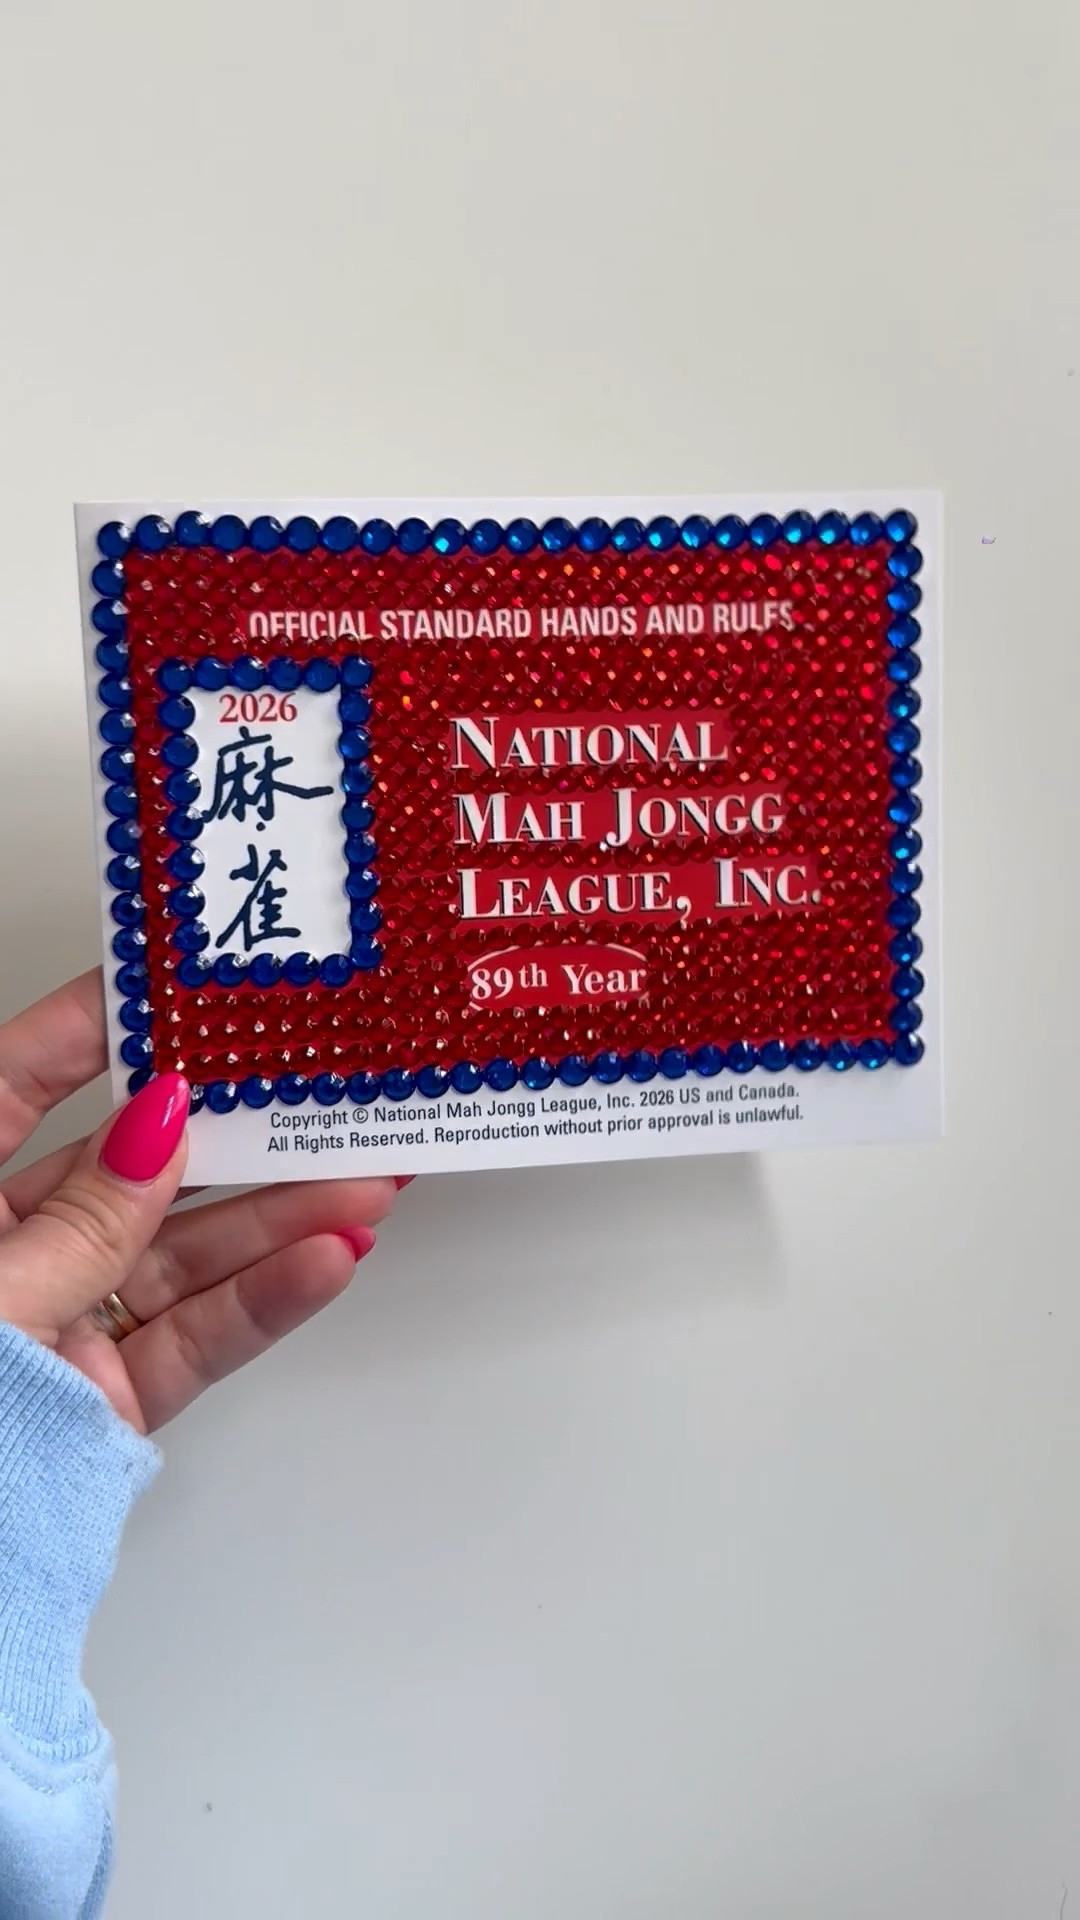 OFFICIAL STANDARD HANDS AND RULES
2026
麻
雀
NATIONAL
MAH JONGG
LEAGUE, INC.
89th Year
Copyright © National Mah Jongg League, Inc. 2026 US and Canada.
All Rights Reserved. Reproduction without prior approval is unlawful.